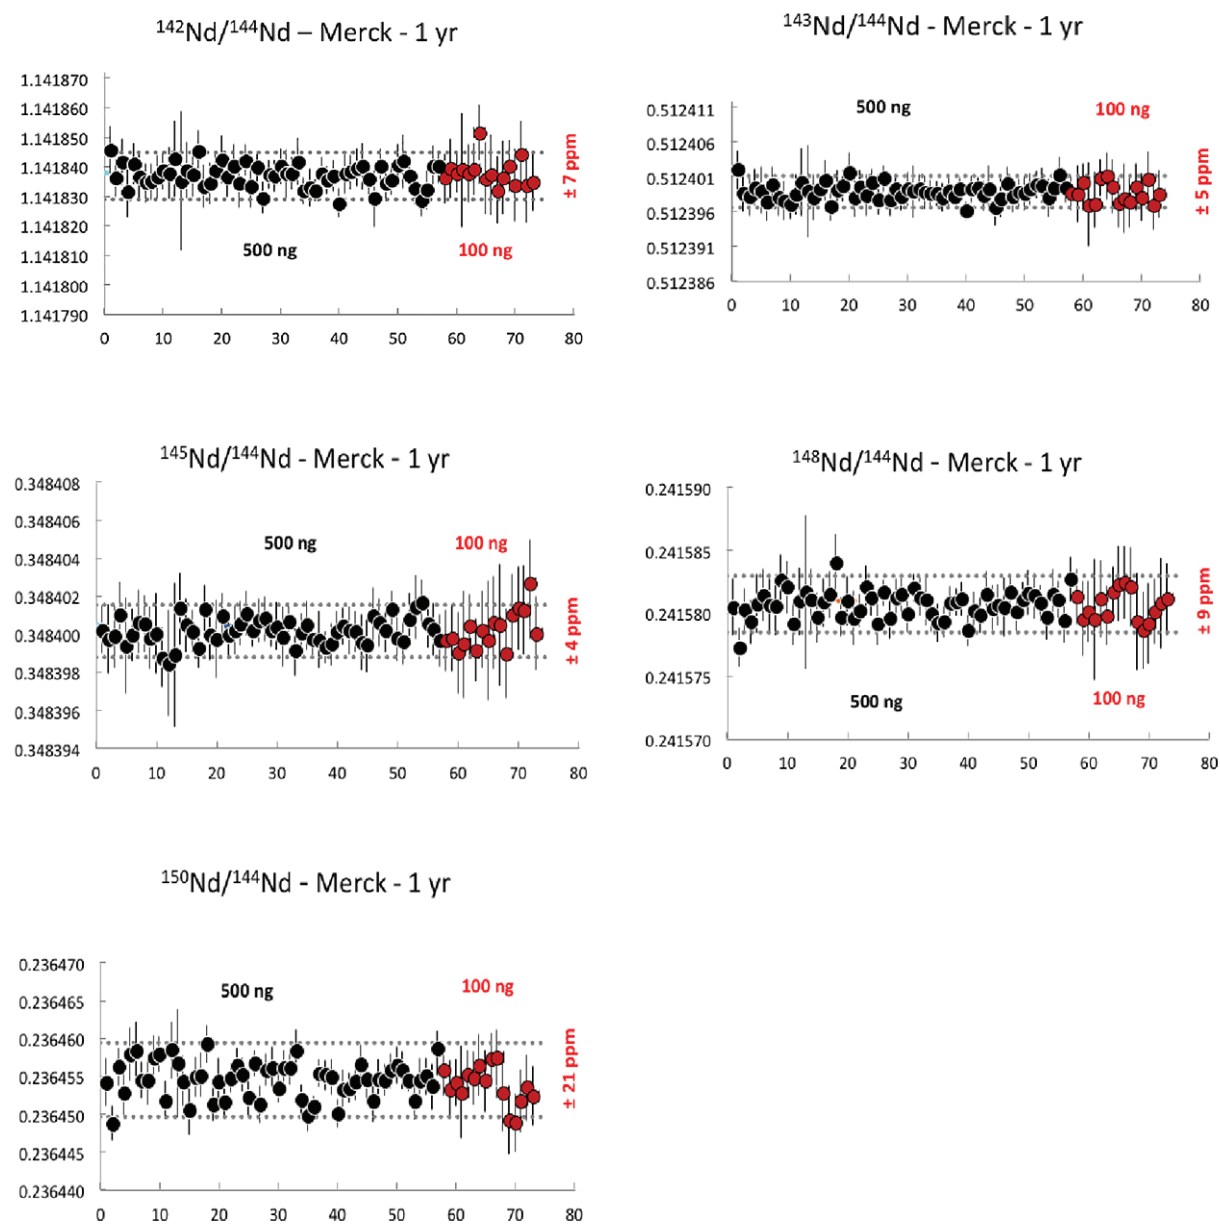 ¹⁴²Nd/¹⁴⁴Nd – Merck - 1 yr
1.141870
1.141860
1.141850
1.141840
1.141830
1.141820
1.141810
1.141800
1.141790
500 ng
100 ng
± 7 ppm
0 10 20 30 40 50 60 70 80
¹⁴³Nd/¹⁴⁴Nd - Merck - 1 yr
0.512411
0.512406
0.512401
0.512396
0.512391
0.512386
500 ng
100 ng
± 5 ppm
0 10 20 30 40 50 60 70 80
¹⁴⁵Nd/¹⁴⁴Nd - Merck - 1 yr
0.348408
0.348406
0.348404
0.348402
0.348400
0.348398
0.348396
0.348394
500 ng
100 ng
± 4 ppm
0 10 20 30 40 50 60 70 80
¹⁴⁸Nd/¹⁴⁴Nd - Merck - 1 yr
0.241590
0.241585
0.241580
0.241575
0.241570
500 ng
100 ng
± 9 ppm
0 10 20 30 40 50 60 70 80
¹⁵⁰Nd/¹⁴⁴Nd - Merck - 1 yr
0.236470
0.236465
0.236460
0.236455
0.236450
0.236445
0.236440
500 ng
100 ng
± 21 ppm
0 10 20 30 40 50 60 70 80